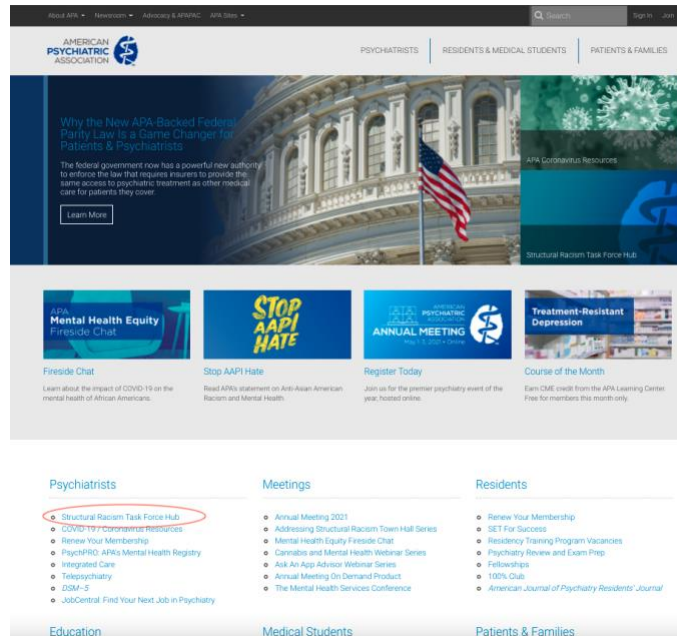 About APA
Newsroom
Advocacy & APAPAC
APA Sites
Search
Sign In
Join
AMERICAN
PSYCHIATRIC
ASSOCIATION
PSYCHIATRISTS
RESIDENTS & MEDICAL STUDENTS
PATIENTS & FAMILIES
Why the New APA-Backed Federal
Parity Law Is a Game Changer for
Patients & Psychiatrists
The federal government now has a powerful new authority
to enforce the law that requires insurers to provide the
same access to psychiatric treatment as other medical
care for patients they cover.
Learn More
APA Coronavirus Resources
Structural Racism Task Force Hub
APA
Mental Health Equity
Fireside Chat
STOP
AAPI
HATE
AMERICAN
PSYCHIATRIC
ASSOCIATION
ANNUAL MEETING
May 1-3, 2021 • Online
Treatment-Resistant
Depression
Fireside Chat
Learn about the impact of COVID-19 on the
mental health of African Americans.
Stop AAPI Hate
Read APA's statement on Anti-Asian American
Racism and Mental Health.
Register Today
Join us for the premier psychiatry event of the
year, hosted online.
Course of the Month
Earn CME credit from the APA Learning Center.
Free for members this month only.
Psychiatrists
Structural Racism Task Force Hub
COVID-19 / Coronavirus Resources
Renew Your Membership
PsychPRO: APA's Mental Health Registry
Integrated Care
Telepsychiatry
DSM–5
JobCentral: Find Your Next Job in Psychiatry
Meetings
Annual Meeting 2021
Addressing Structural Racism Town Hall Series
Mental Health Equity Fireside Chat
Cannabis and Mental Health Webinar Series
Ask An App Advisor Webinar Series
Annual Meeting On Demand Product
The Mental Health Services Conference
Residents
Renew Your Membership
SET For Success
Residency Training Program Vacancies
Psychiatry Review and Exam Prep
Fellowships
100% Club
American Journal of Psychiatry Residents' Journal
Education
Medical Students
Patients & Families